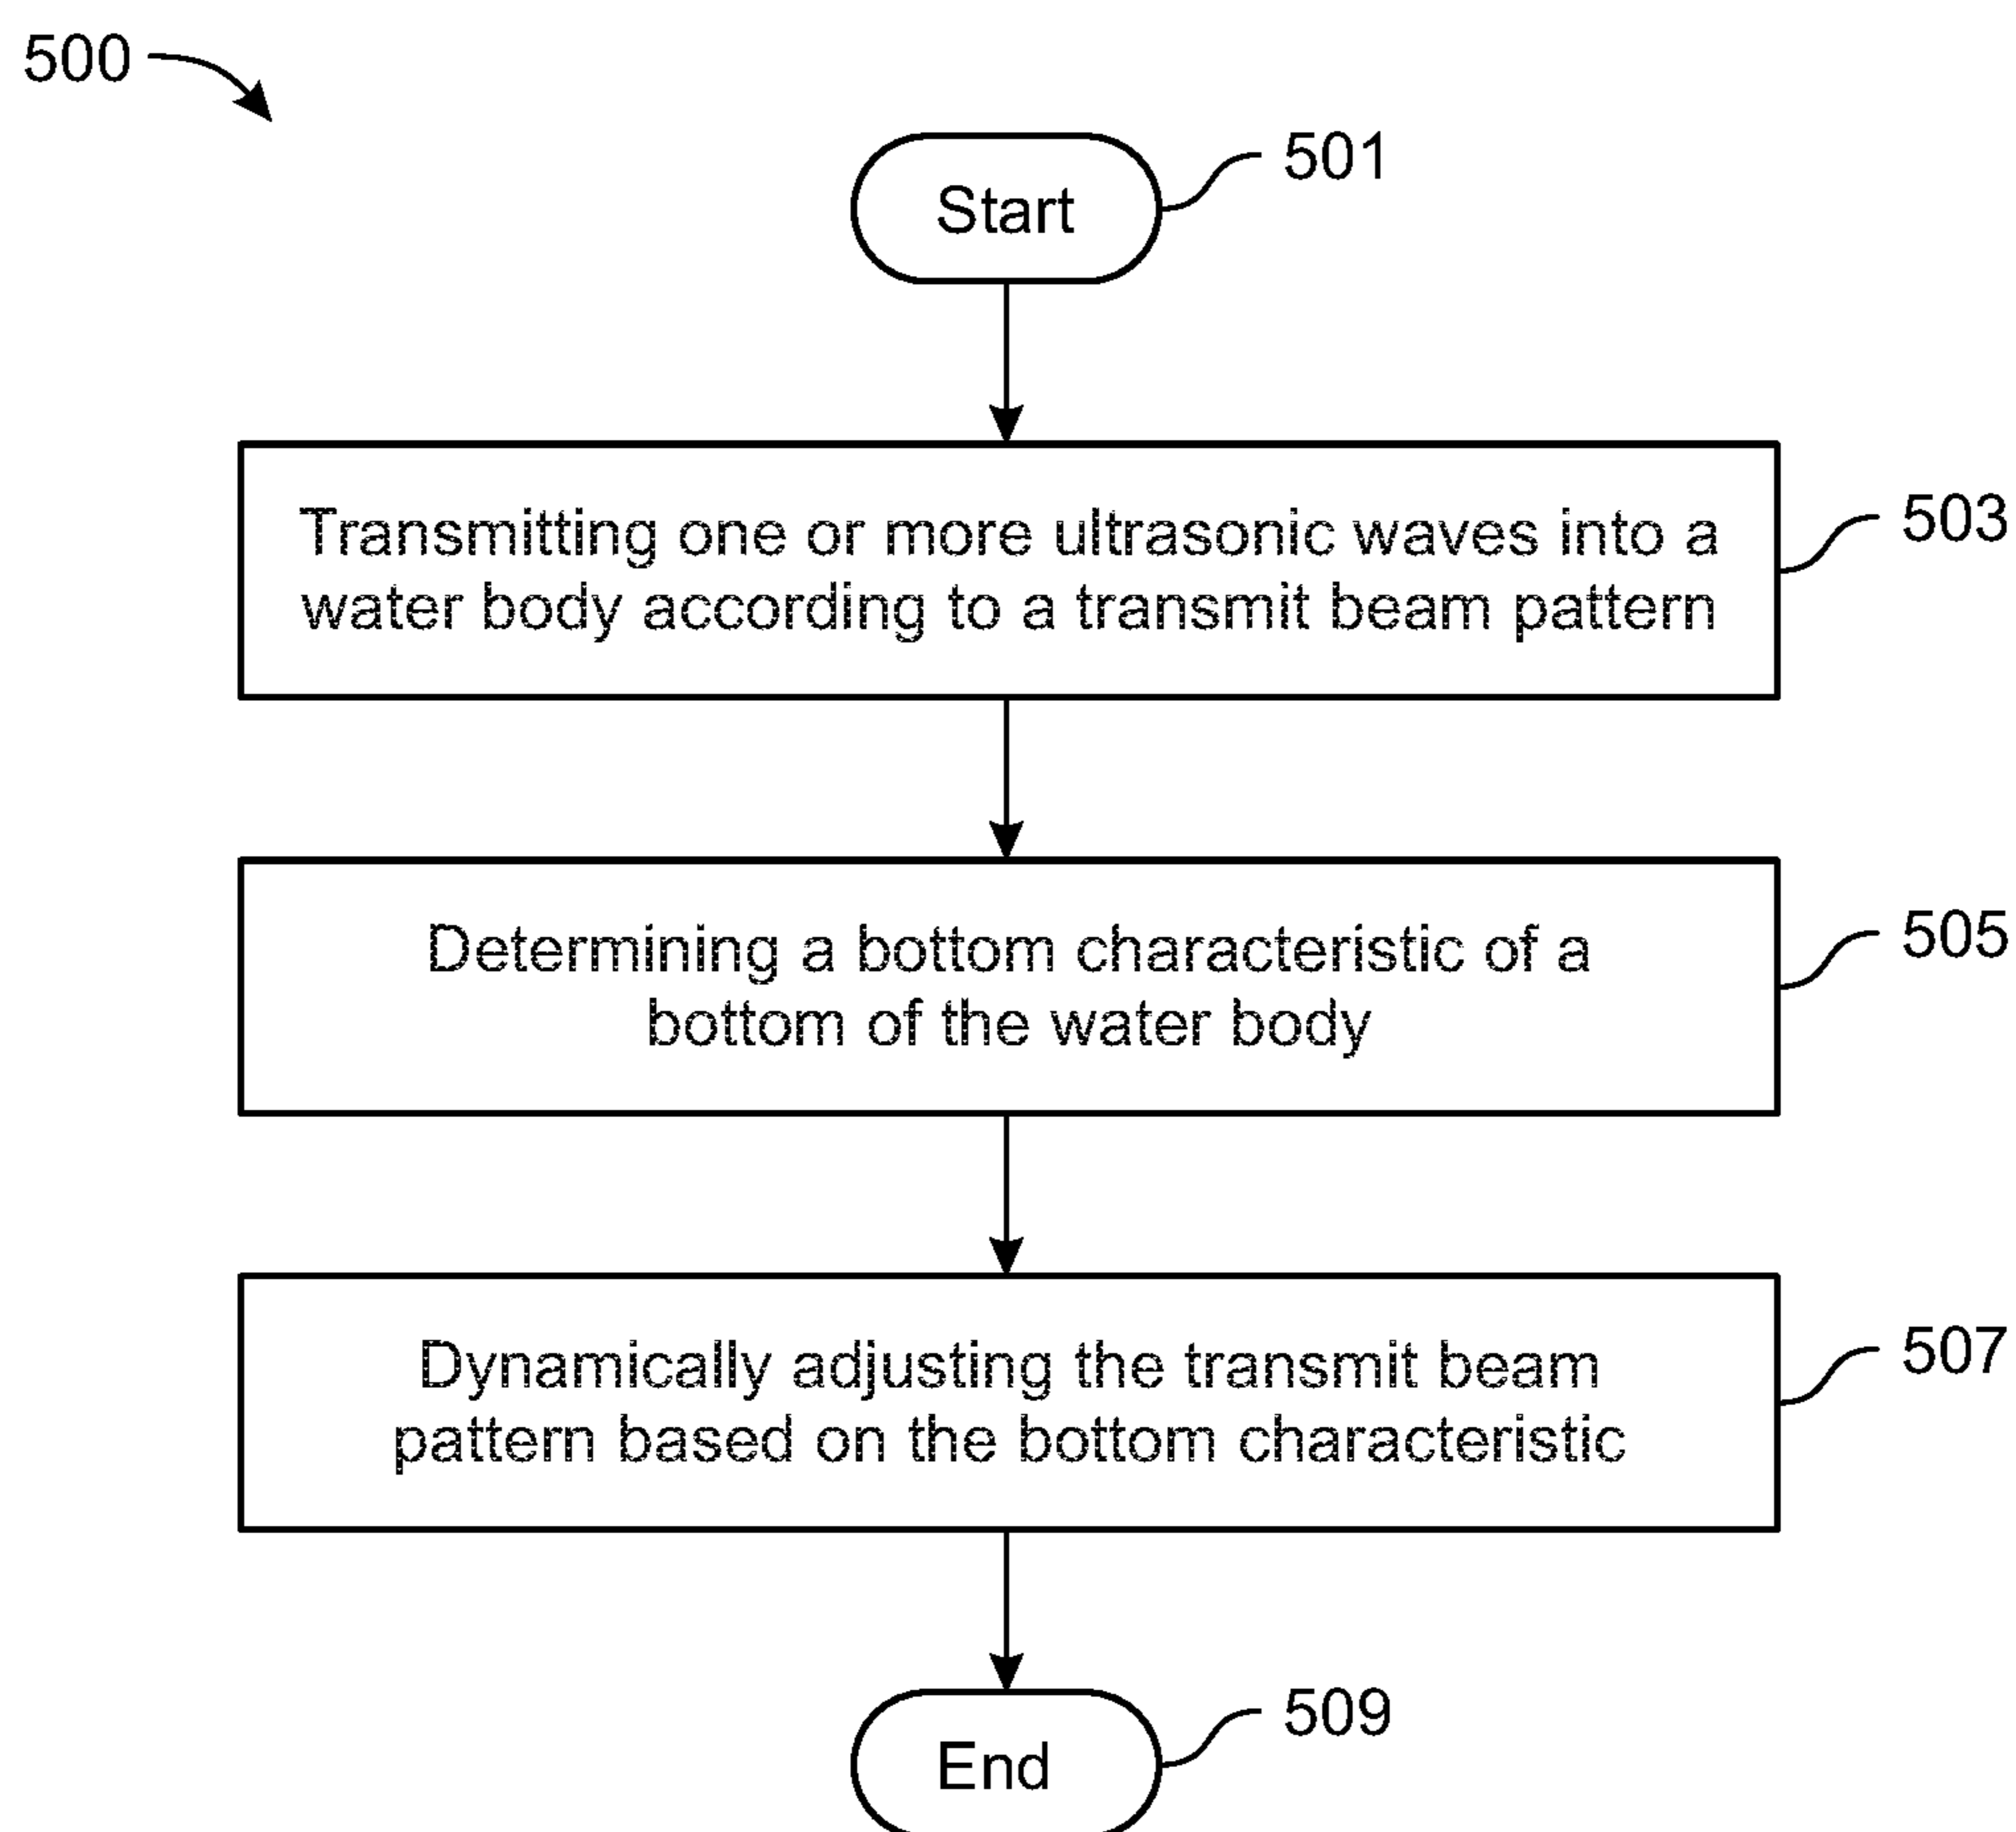 500
Start
501
Transmitting one or more ultrasonic waves into a
water body according to a transmit beam pattern
503
Determining a bottom characteristic of a
bottom of the water body
505
Dynamically adjusting the transmit beam
pattern based on the bottom characteristic
507
End
509